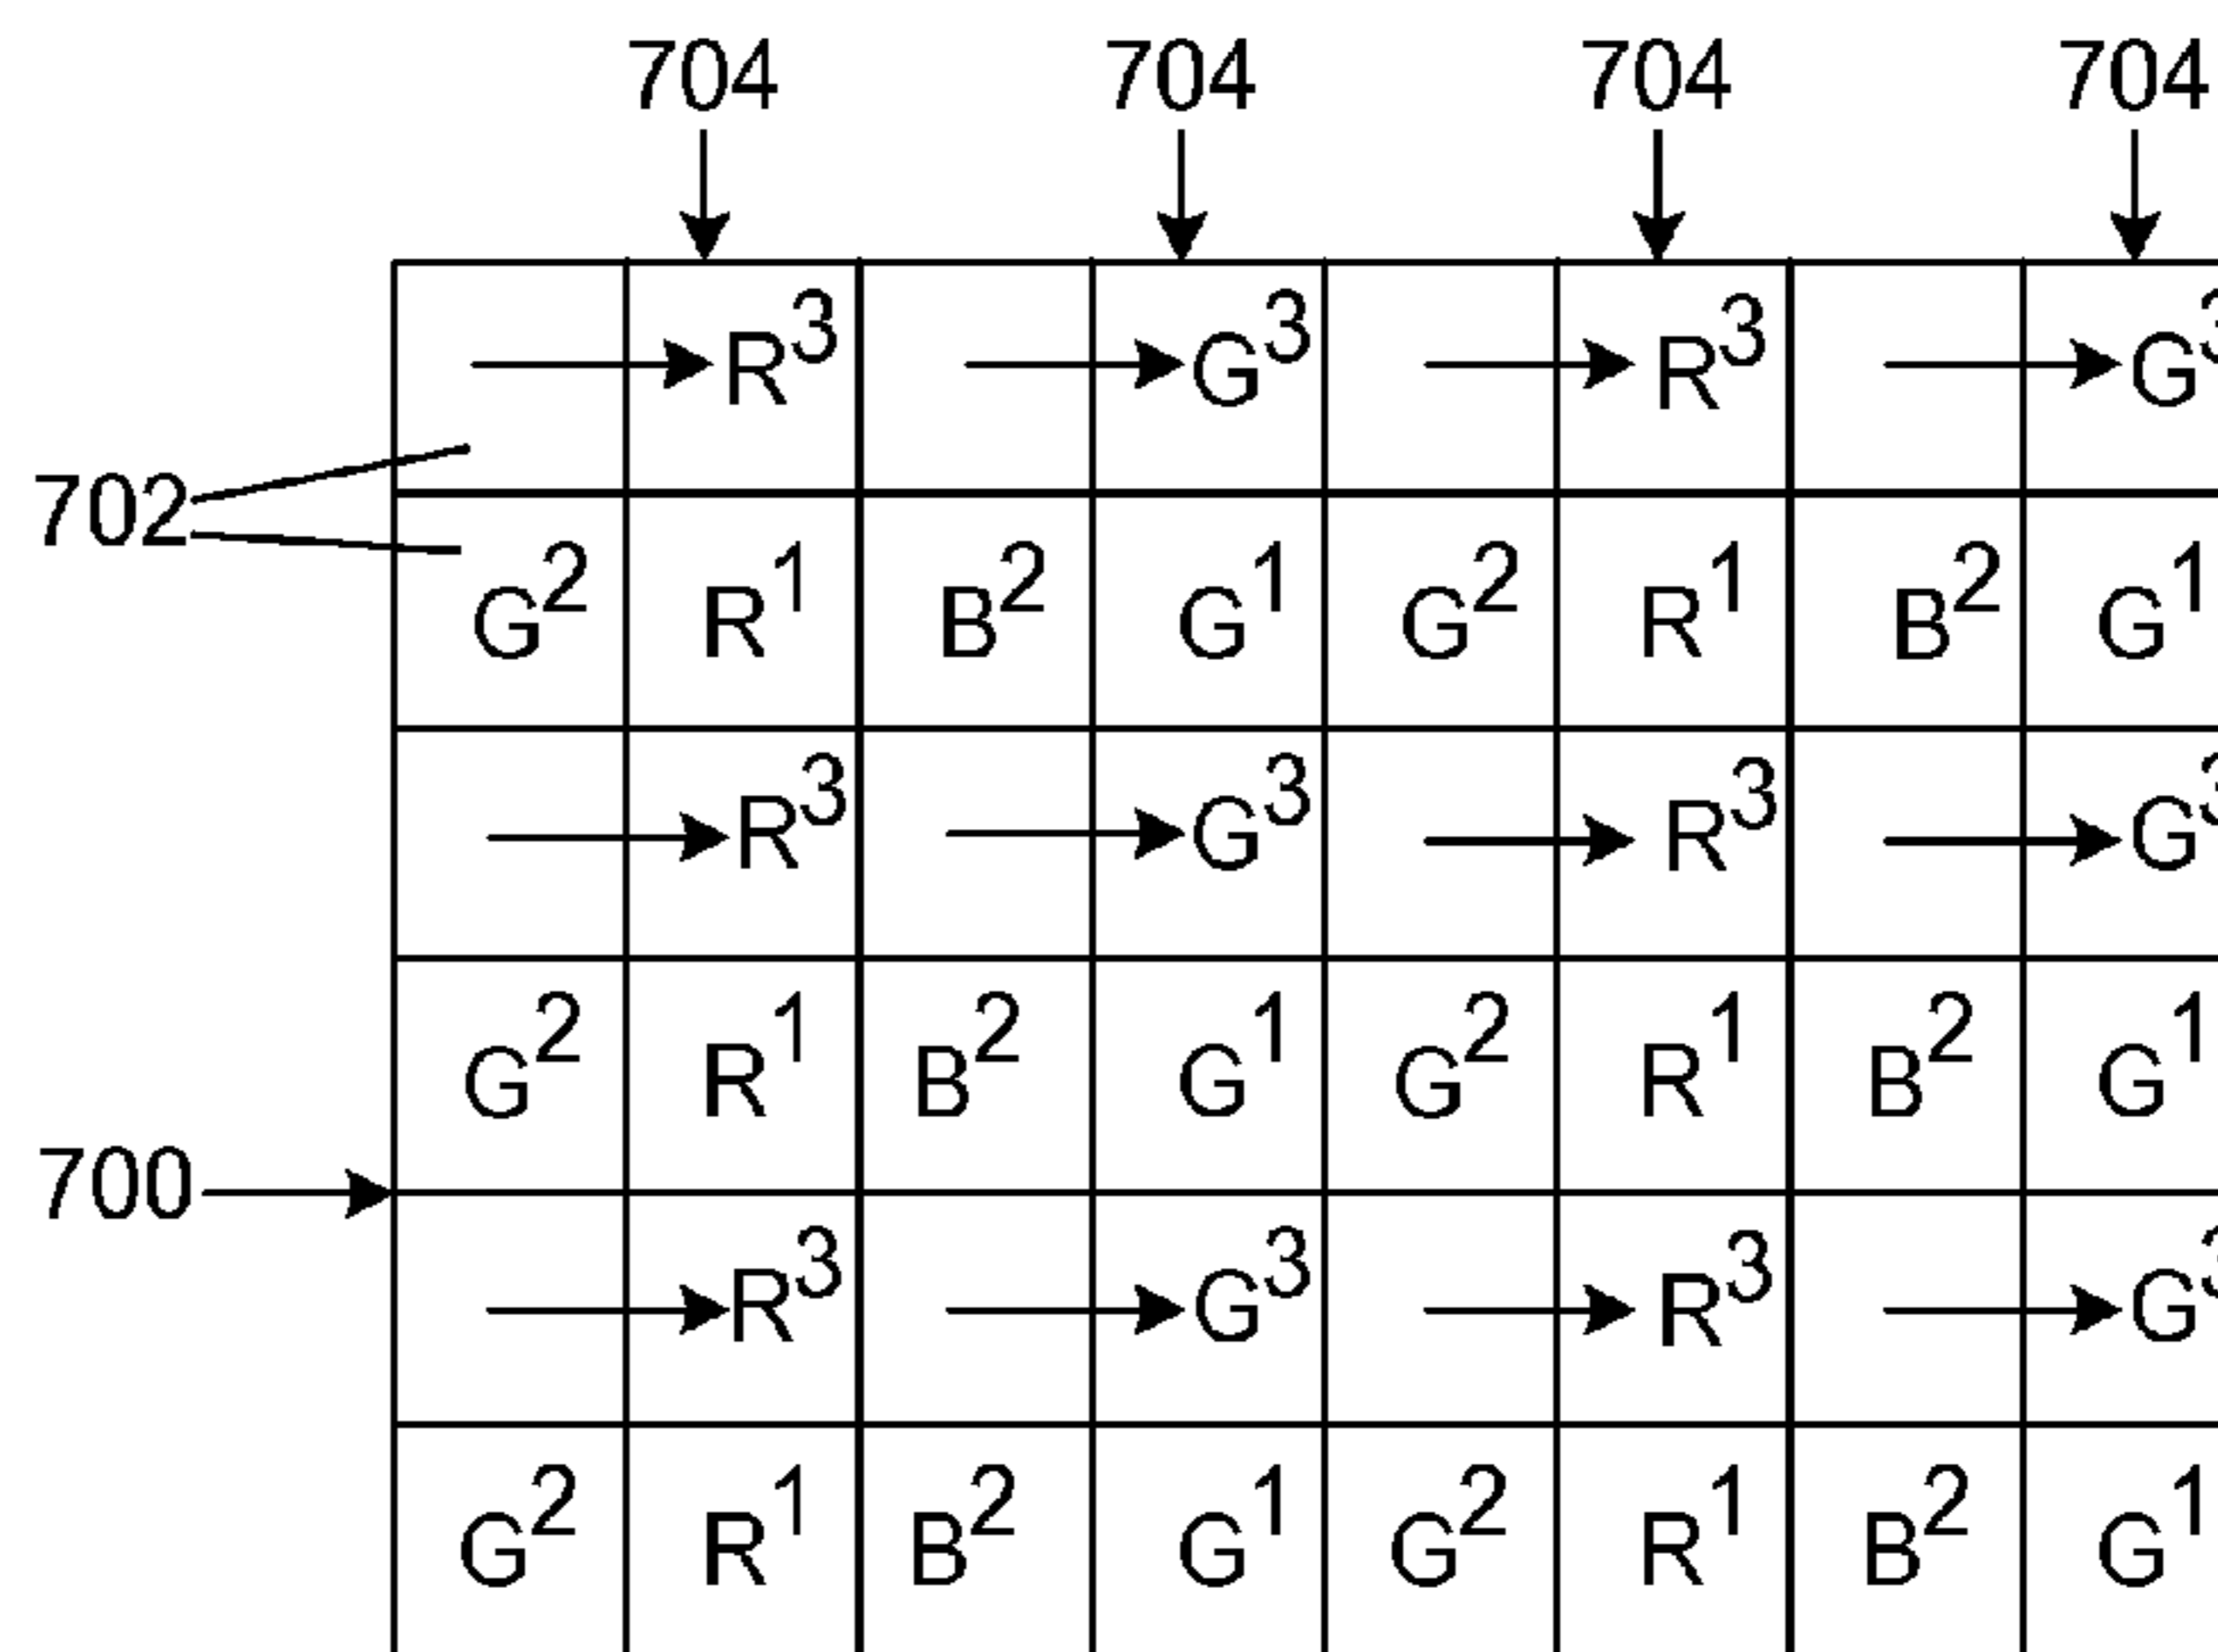 704 704 704 704
R³ G³ R³ G³
702
G² R¹ B² G¹ G² R¹ B² G¹
R³ G³ R³ G³
G² R¹ B² G¹ G² R¹ B² G¹
700
R³ G³ R³ G³
G² R¹ B² G¹ G² R¹ B² G¹